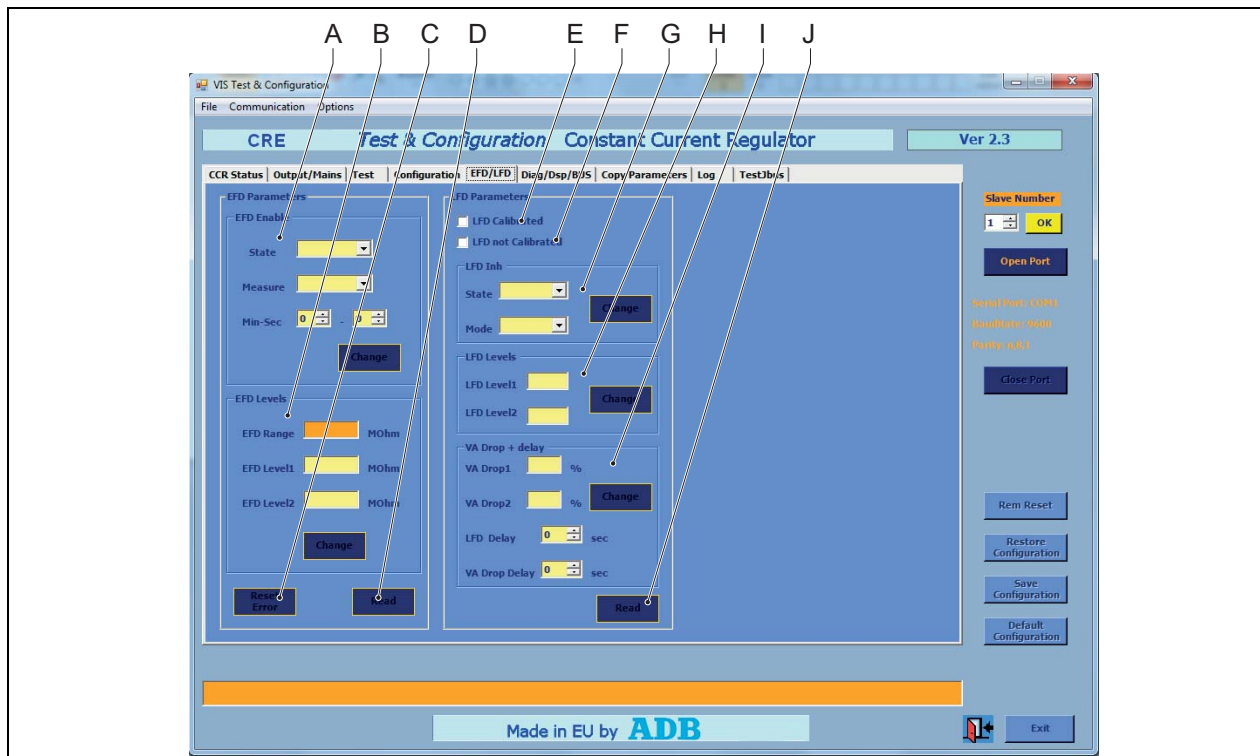 A B C D E F G H I J
VIS Test & Configuration
File Communication Options
CRE Test & Configuration Constant Current Regulator
Ver 2.3
CCR Status Output/Mains Test Configuration EFD/LFD Diag/Dsp/BUS Copy Parameters Log TestJbus
EFD Parameters
EFD Enable
State
Measure
Min-Sec 0 - 0
Change
EFD Levels
EFD Range MOhm
EFD Level1 MOhm
EFD Level2 MOhm
Change
Reset
Error
Read
LFD Parameters
LFD Calibrated
LFD not Calibrated
LFD Inh
State
Mode
Change
LFD Levels
LFD Level1
LFD Level2
Change
VA Drop + delay
VA Drop1 %
VA Drop2 %
Change
LFD Delay 0 sec
VA Drop Delay 0 sec
Read
Slave Number
1 OK
Open Port
Serial Port: COM1
BaudRate: 9600
Parity: n,8,1
Close Port
Rem Reset
Restore
Configuration
Save
Configuration
Default
Configuration
Made in EU by ADB
Exit